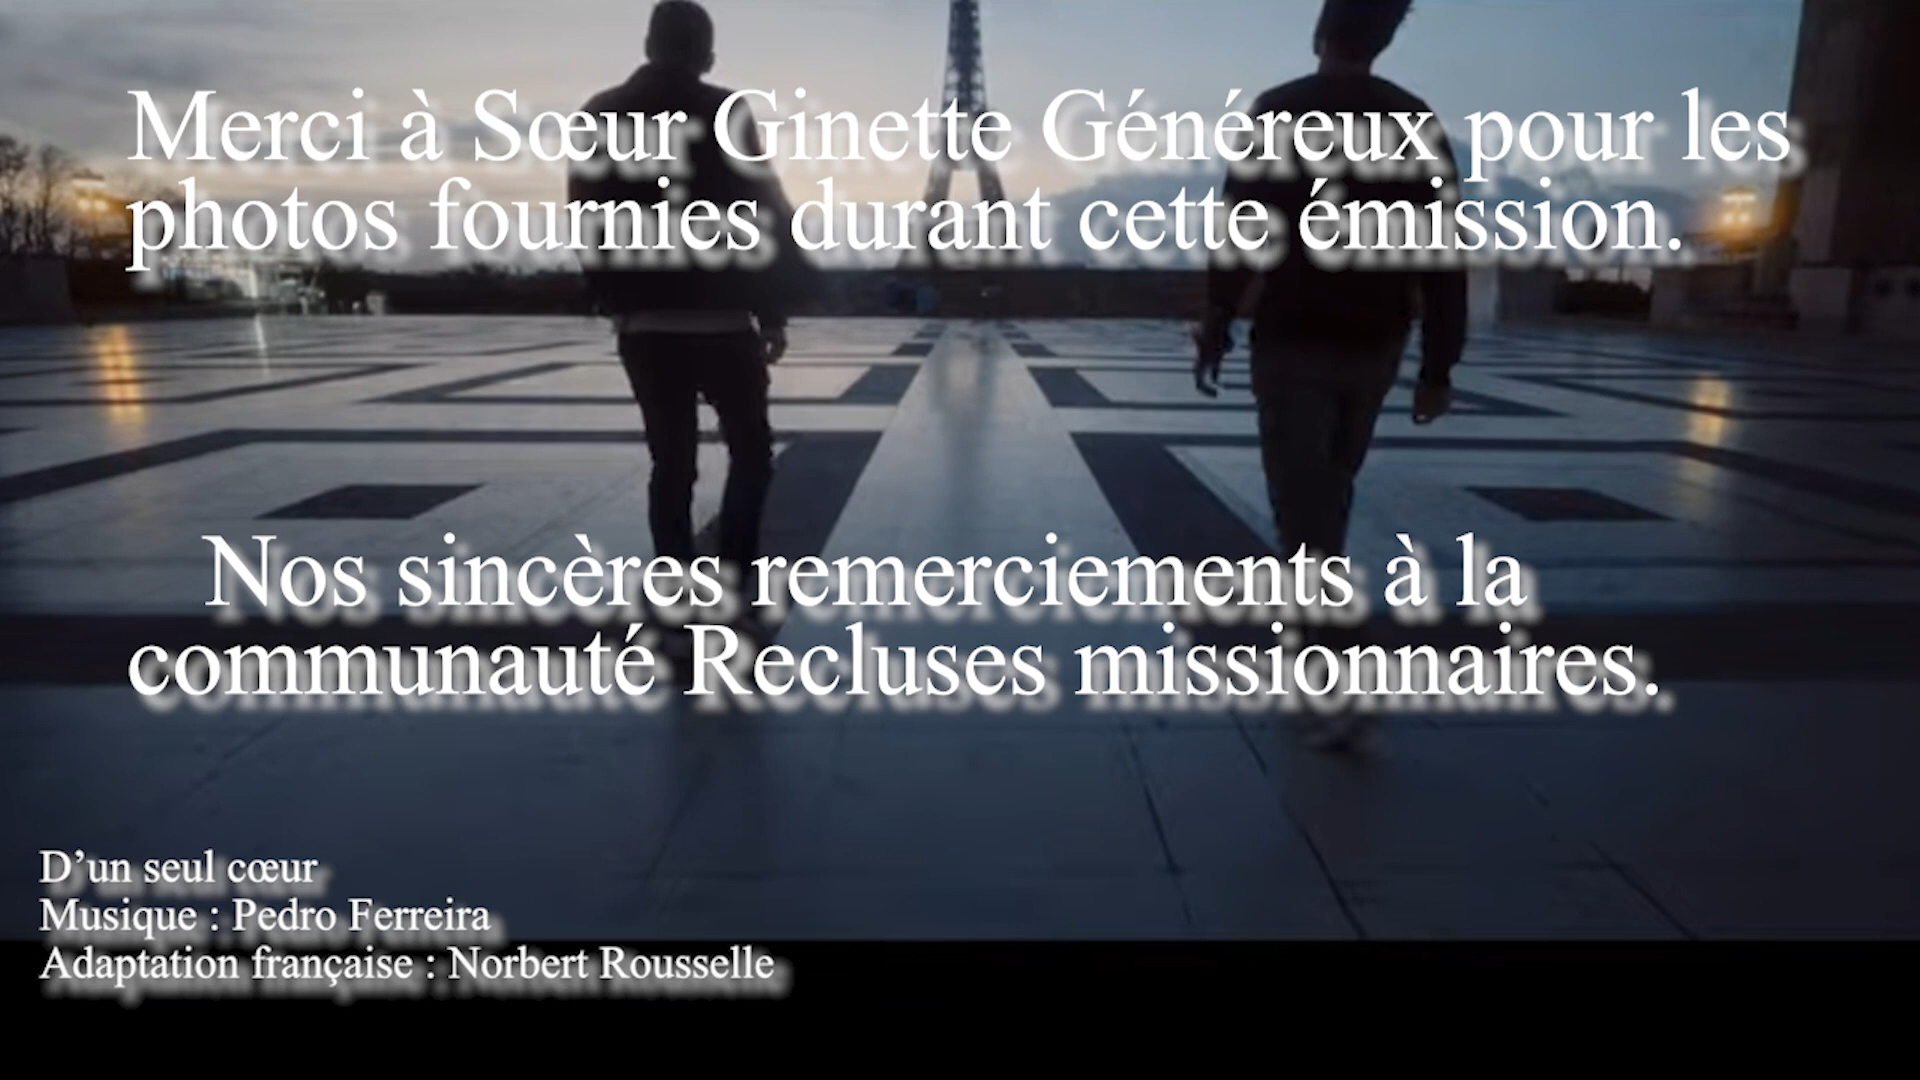 Merci à Sœur Ginette Généreux pour les
photos fournies durant cette émission.
Nos sincères remerciements à la
communauté Recluses missionnaires.
D’un seul cœur
Musique : Pedro Ferreira
Adaptation française : Norbert Rousselle